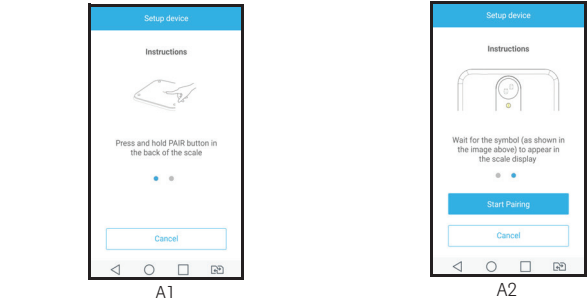 Setup device
Instructions
Press and hold PAIR button in
the back of the scale
Cancel
A1
Setup device
Instructions
Wait for the symbol (as shown in
the image above) to appear in
the scale display
Start Pairing
Cancel
A2